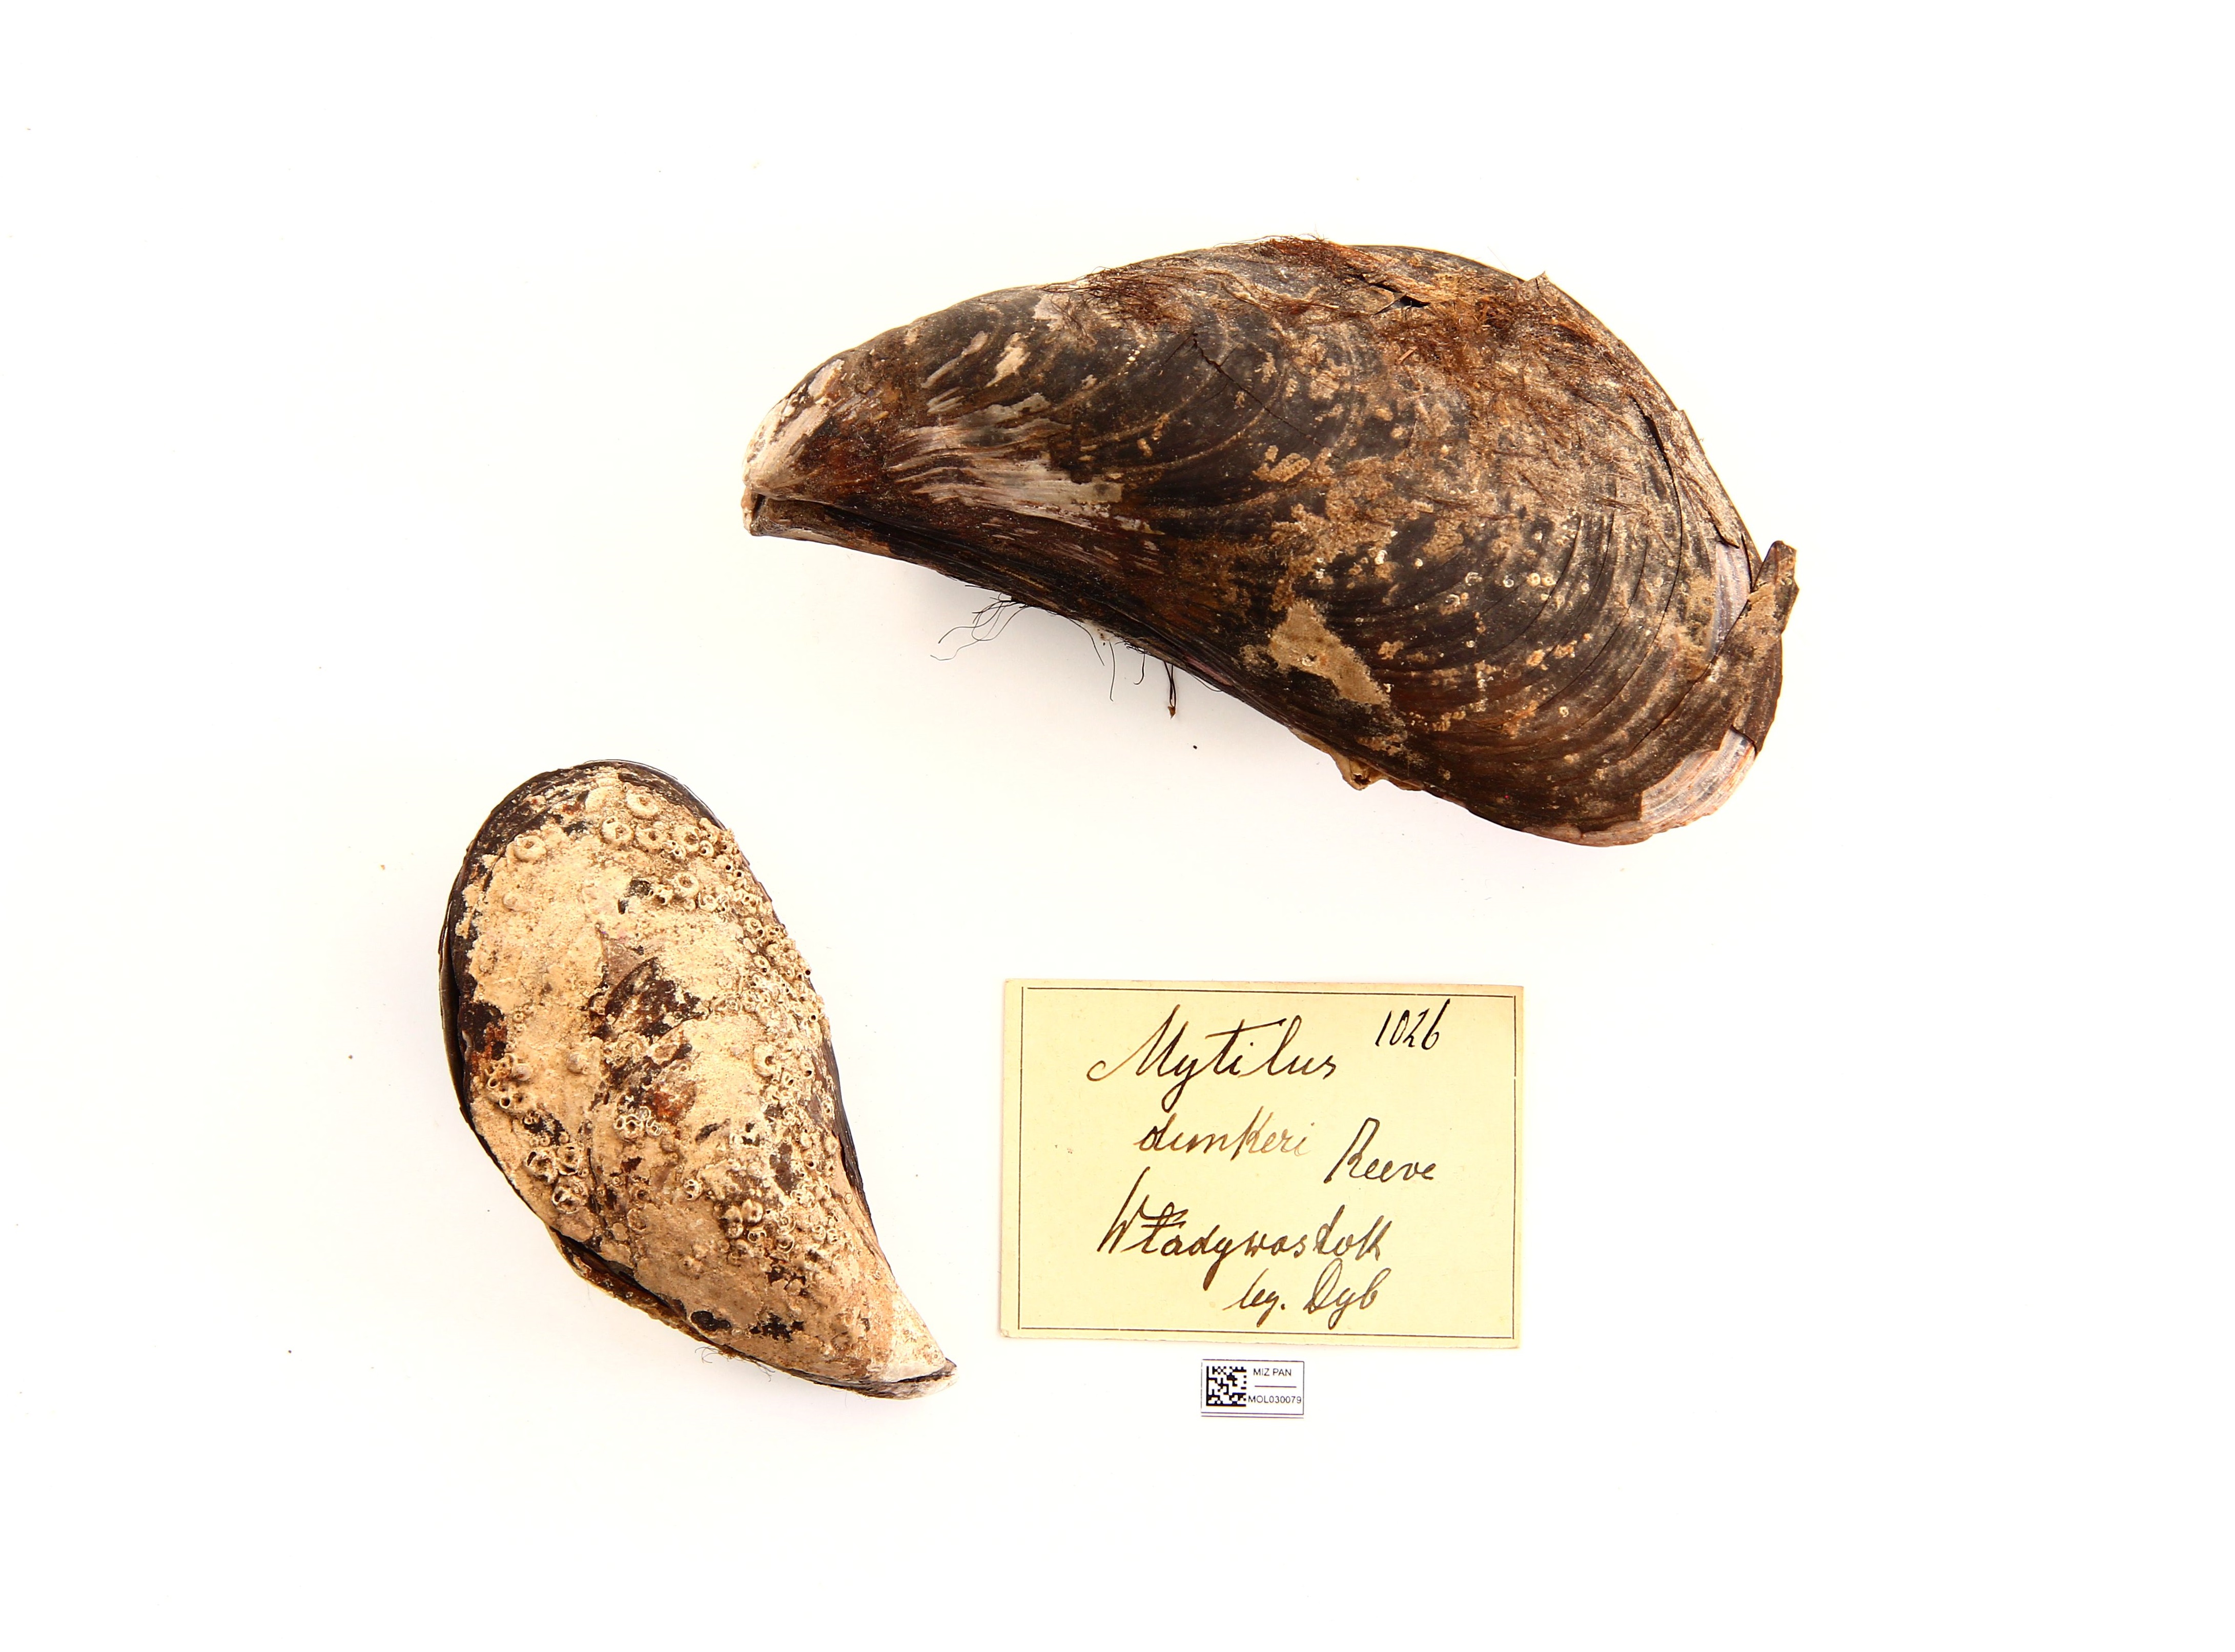 1026
Mytilus
dunkeri Reeve
Władywostok
leg. Dyb
MIZ PAN
MOL030079